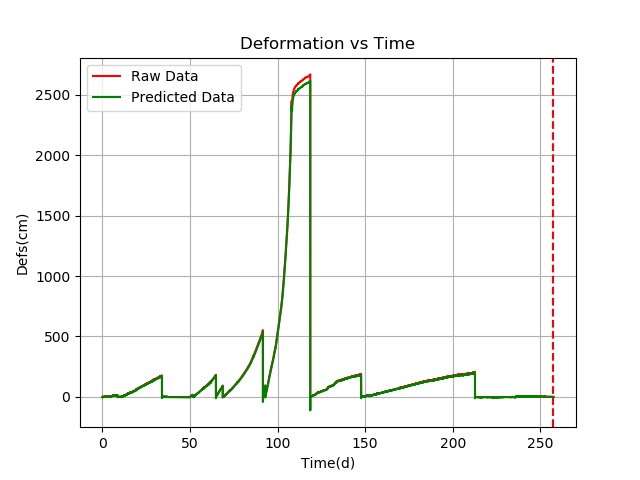 Deformation vs Time
Raw Data
Predicted Data
2500
2000
1500
1000
500
0
Defs(cm)
0 50 100 150 200 250
Time(d)